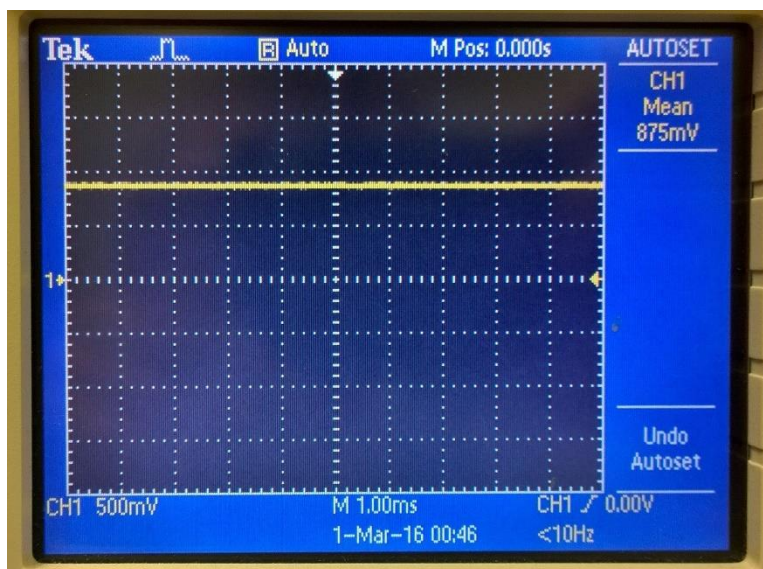 Tek R Auto M Pos: 0.000s AUTOSET
CH1
Mean
875mV
1
Undo
Autoset
CH1 500mV M 1.00ms CH1 0.00V
1-Mar-16 00:46 <10Hz